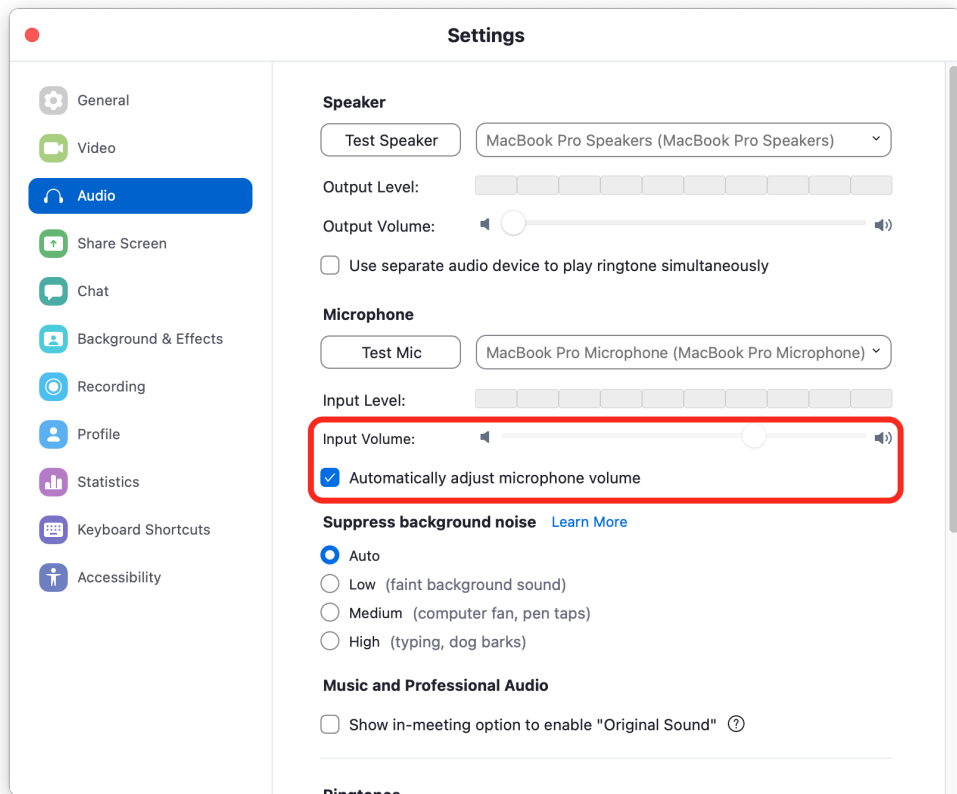 Settings
General
Video
Audio
Share Screen
Chat
Background & Effects
Recording
Profile
Statistics
Keyboard Shortcuts
Accessibility
Speaker
Test Speaker
MacBook Pro Speakers (MacBook Pro Speakers)
Output Level:
Output Volume:
Use separate audio device to play ringtone simultaneously
Microphone
Test Mic
MacBook Pro Microphone (MacBook Pro Microphone)
Input Level:
Input Volume:
Automatically adjust microphone volume
Suppress background noise Learn More
Auto
Low (faint background sound)
Medium (computer fan, pen taps)
High (typing, dog barks)
Music and Professional Audio
Show in-meeting option to enable "Original Sound" ?
Ringtones